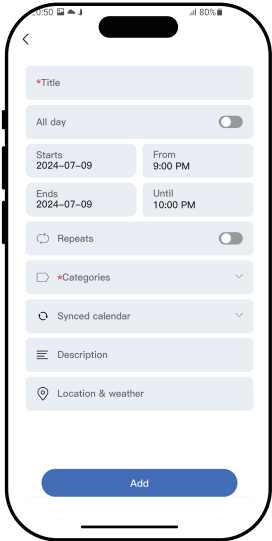 20:50 80%
*Title
All day
Starts From
2024-07-09 9:00 PM
Ends Until
2024-07-09 10:00 PM
Repeats
*Categories
Synced calendar
Description
Location & weather
Add